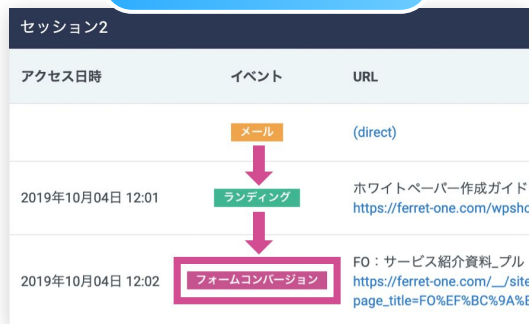 セッション2
アクセス日時 イベント URL
メール (direct)
2019年10月04日 12:01 ランディング ホワイトペーパー作成ガイド
https://ferret-one.com/wpsho
2019年10月04日 12:02 フォームコンバージョン FO：サービス紹介資料_プル
https://ferret-one.com/__/site
page_title=FO%EF%BC%9A%E